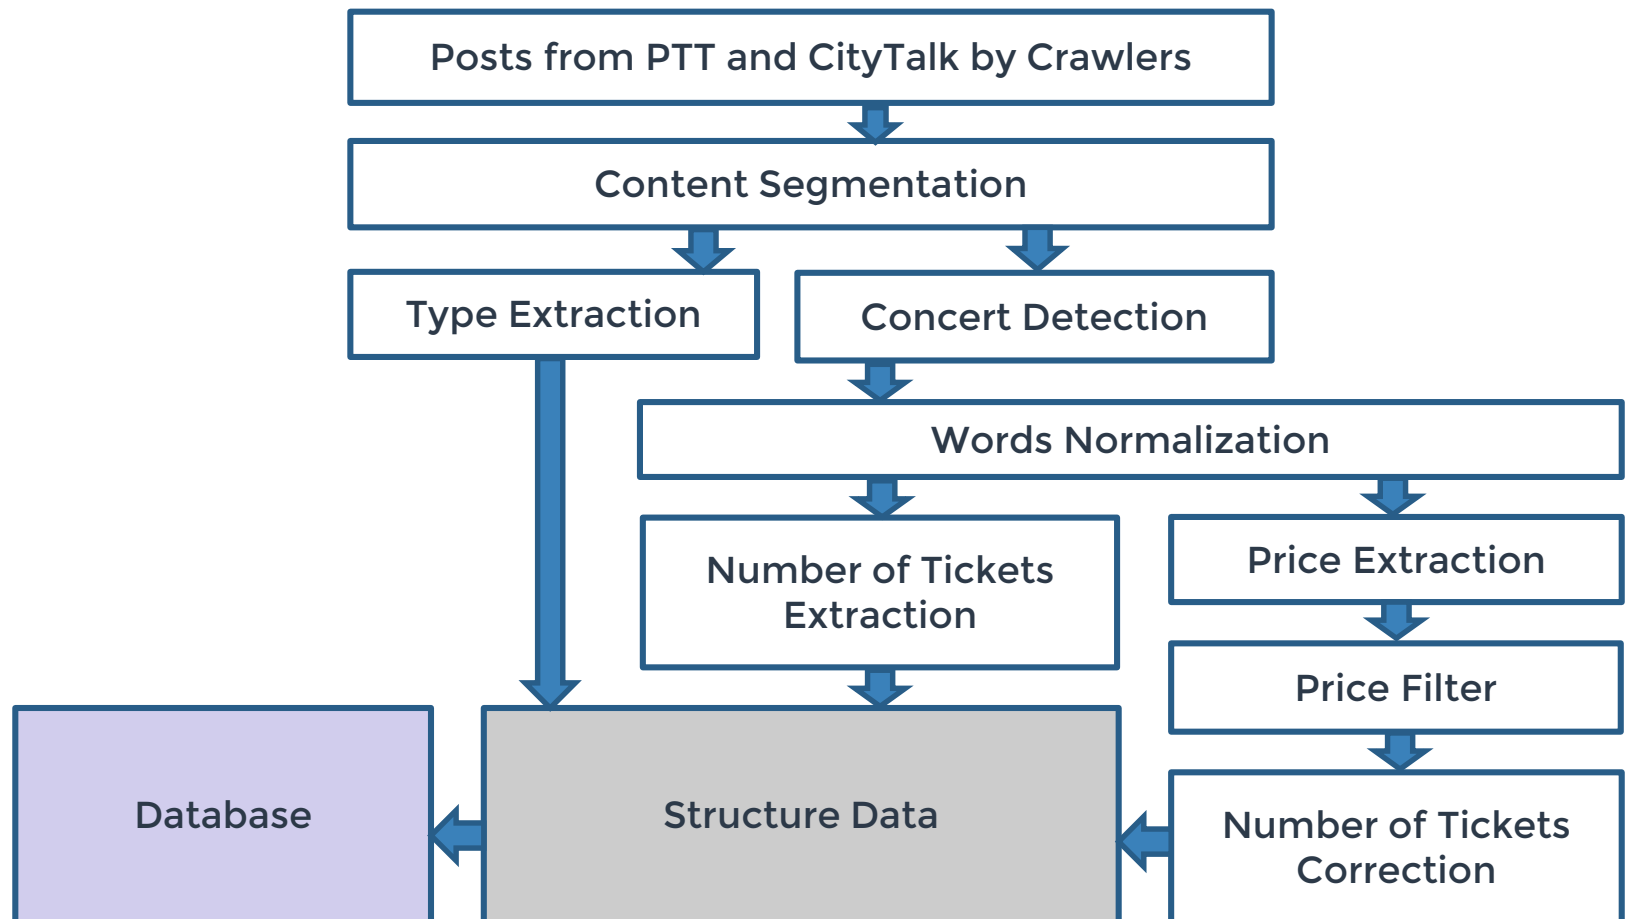 Posts from PTT and CityTalk by Crawlers
Content Segmentation
Type Extraction
Concert Detection
Words Normalization
Number of Tickets
Extraction
Price Extraction
Price Filter
Database
Structure Data
Number of Tickets
Correction